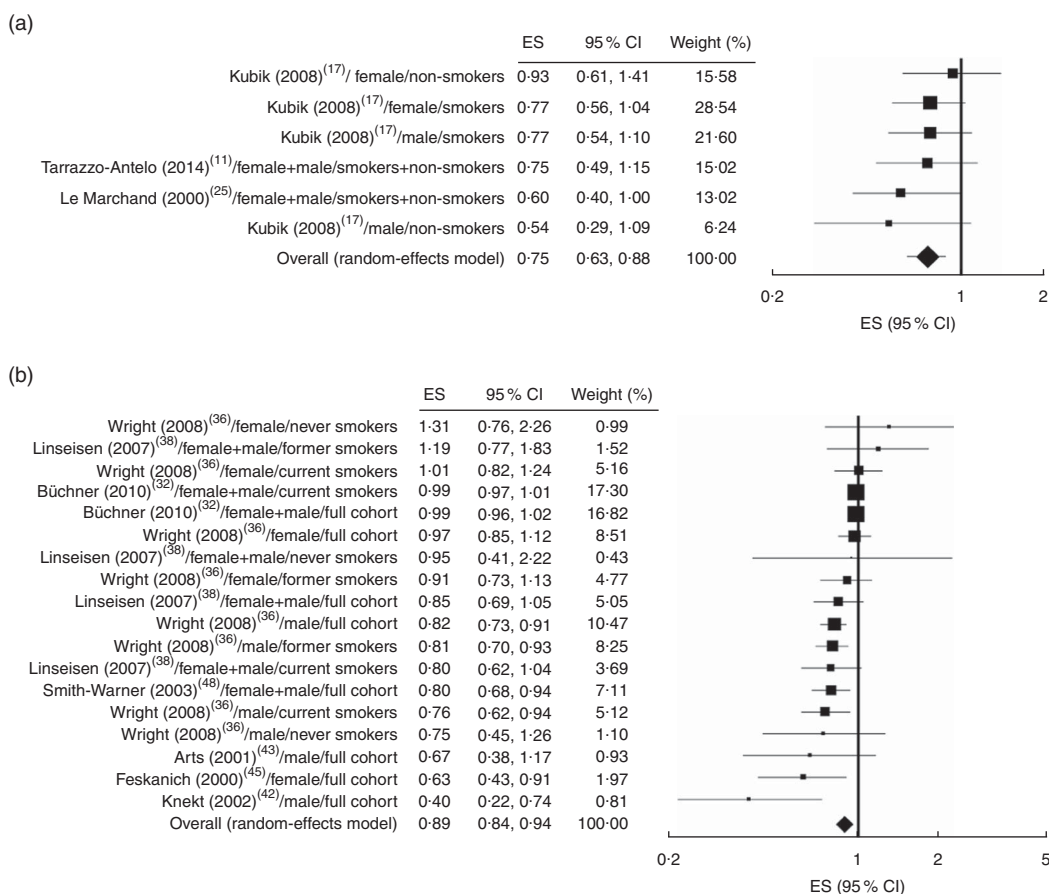 (a)
ES 95 % CI Weight (%)
Kubik (2008)(17)/ female/non-smokers 0·93 0·61, 1·41 15·58
Kubik (2008)(17)/female/smokers 0·77 0·56, 1·04 28·54
Kubik (2008)(17)/male/smokers 0·77 0·54, 1·10 21·60
Tarrazzo-Antelo (2014)(11)/female+male/smokers+non-smokers 0·75 0·49, 1·15 15·02
Le Marchand (2000)(25)/female+male/smokers+non-smokers 0·60 0·40, 1·00 13·02
Kubik (2008)(17)/male/non-smokers 0·54 0·29, 1·09 6·24
Overall (random-effects model) 0·75 0·63, 0·88 100·00
0·2 1 2
ES (95 % CI)
(b)
ES 95 % CI Weight (%)
Wright (2008)(36)/female/never smokers 1·31 0·76, 2·26 0·99
Linseisen (2007)(38)/female+male/former smokers 1·19 0·77, 1·83 1·52
Wright (2008)(36)/female/current smokers 1·01 0·82, 1·24 5·16
Büchner (2010)(32)/female+male/current smokers 0·99 0·97, 1·01 17·30
Büchner (2010)(32)/female+male/full cohort 0·99 0·96, 1·02 16·82
Wright (2008)(36)/female/full cohort 0·97 0·85, 1·12 8·51
Linseisen (2007)(38)/female+male/never smokers 0·95 0·41, 2·22 0·43
Wright (2008)(36)/female/former smokers 0·91 0·73, 1·13 4·77
Linseisen (2007)(38)/female+male/full cohort 0·85 0·69, 1·05 5·05
Wright (2008)(36)/male/full cohort 0·82 0·73, 0·91 10·47
Wright (2008)(36)/male/former smokers 0·81 0·70, 0·93 8·25
Linseisen (2007)(38)/female+male/current smokers 0·80 0·62, 1·04 3·69
Smith-Warner (2003)(48)/female+male/full cohort 0·80 0·68, 0·94 7·11
Wright (2008)(36)/male/current smokers 0·76 0·62, 0·94 5·12
Wright (2008)(36)/male/never smokers 0·75 0·45, 1·26 1·10
Arts (2001)(43)/male/full cohort 0·67 0·38, 1·17 0·93
Feskanich (2000)(45)/female/full cohort 0·63 0·43, 0·91 1·97
Knekt (2002)(42)/male/full cohort 0·40 0·22, 0·74 0·81
Overall (random-effects model) 0·89 0·84, 0·94 100·00
0·2 1 2 5
ES (95 % CI)